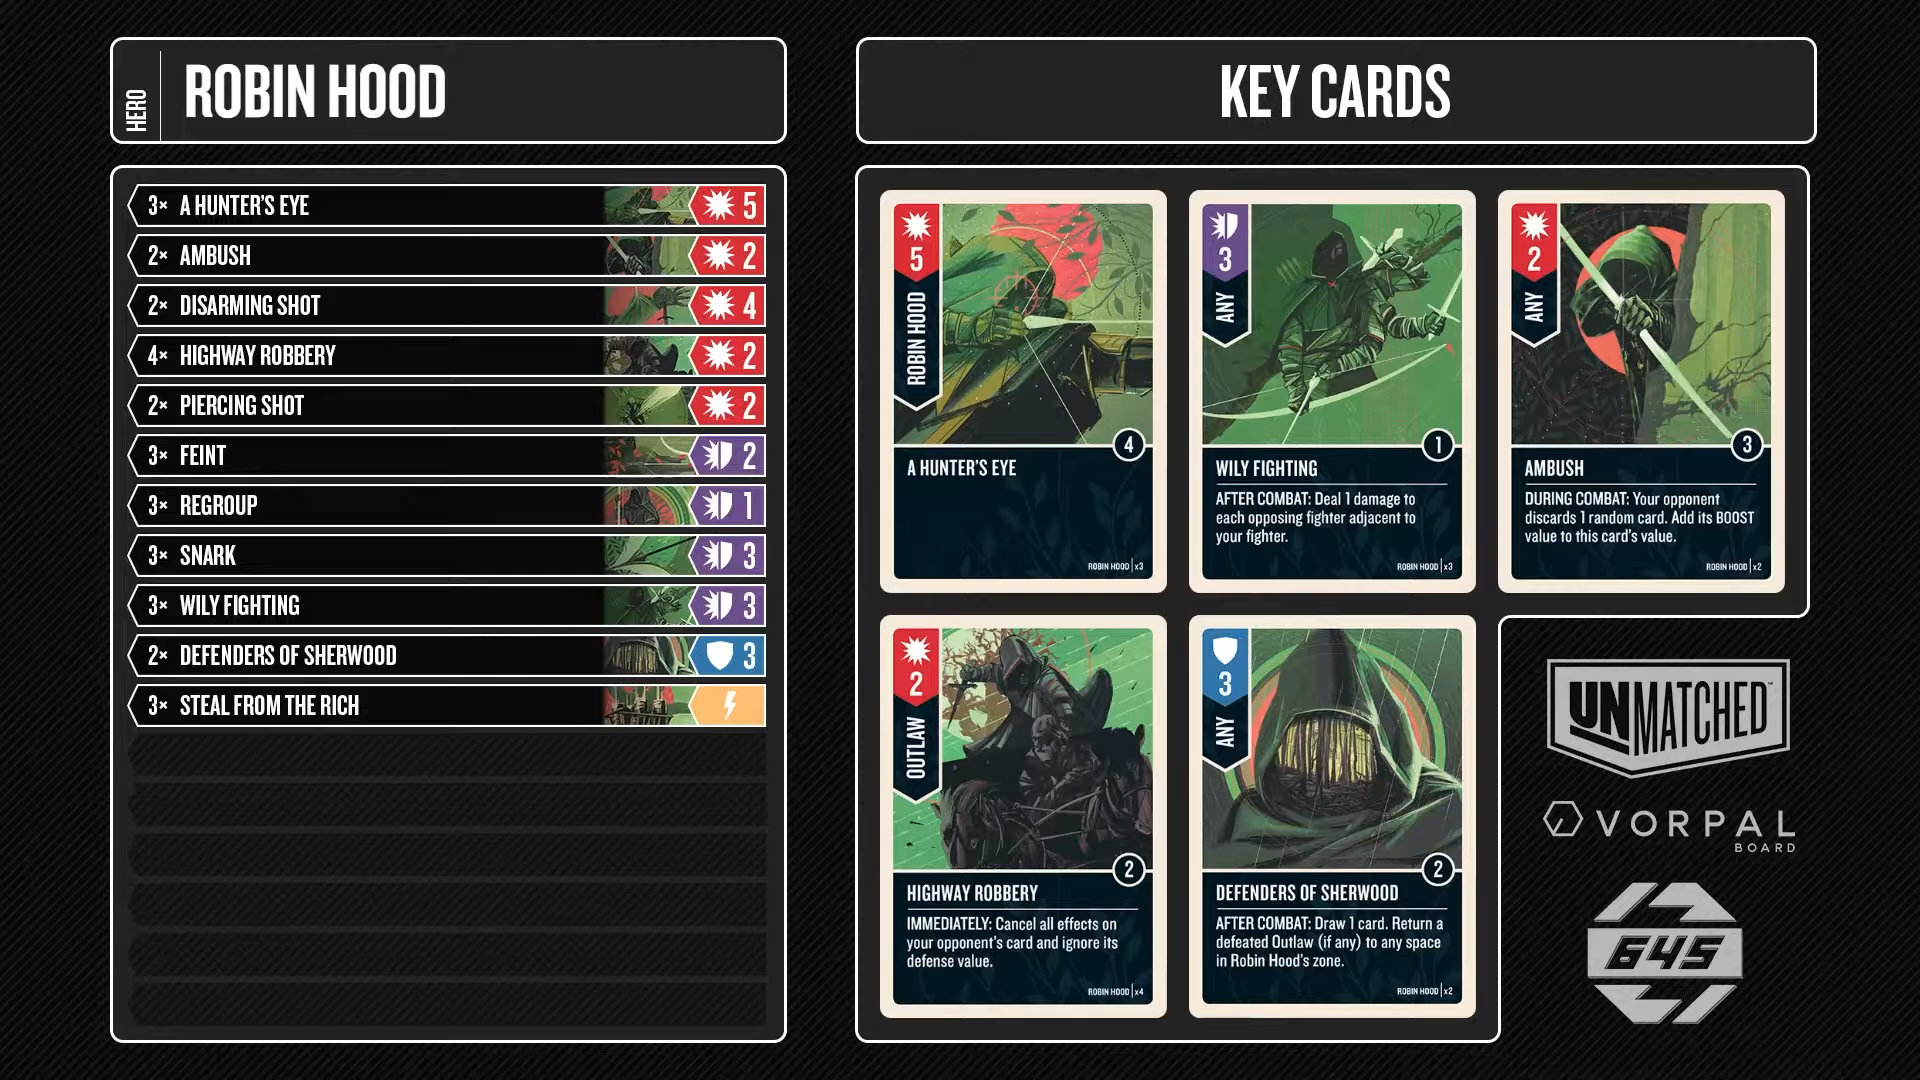 HERO
ROBIN HOOD
3× A HUNTER'S EYE 5
2× AMBUSH 2
2× DISARMING SHOT 4
4× HIGHWAY ROBBERY 2
2× PIERCING SHOT 2
3× FEINT 2
3× REGROUP 1
3× SNARK 3
3× WILY FIGHTING 3
2× DEFENDERS OF SHERWOOD 3
3× STEAL FROM THE RICH
KEY CARDS
5
ROBIN HOOD
4
A HUNTER'S EYE
ROBIN HOOD | x3
3
ANY
1
WILY FIGHTING
AFTER COMBAT: Deal 1 damage to
each opposing fighter adjacent to
your fighter.
ROBIN HOOD | x3
2
ANY
3
AMBUSH
DURING COMBAT: Your opponent
discards 1 random card. Add its BOOST
value to this card's value.
ROBIN HOOD | x2
2
OUTLAW
2
HIGHWAY ROBBERY
IMMEDIATELY: Cancel all effects on
your opponent's card and ignore its
defense value.
ROBIN HOOD | x4
3
ANY
2
DEFENDERS OF SHERWOOD
AFTER COMBAT: Draw 1 card. Return a
defeated Outlaw (if any) to any space
in Robin Hood's zone.
ROBIN HOOD | x2
UNMATCHED™
VORPAL
BOARD
645